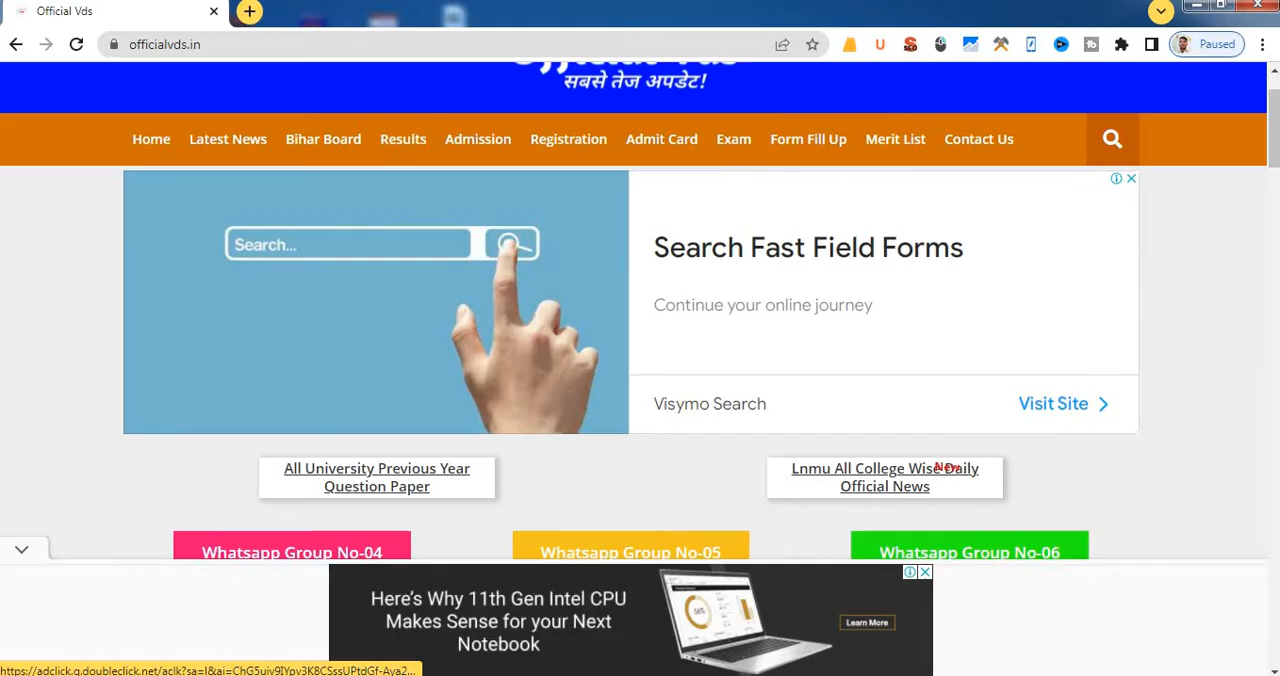 Official Vds
officialvds.in
Paused
सबसे तेज अपडेट!
Home Latest News Bihar Board Results Admission Registration Admit Card Exam Form Fill Up Merit List Contact Us
Search...
Search Fast Field Forms
Continue your online journey
Visymo Search
Visit Site
All University Previous Year
Question Paper
Lnmu All College Wise Daily
New
Official News
Whatsapp Group No-04
Whatsapp Group No-05
Whatsapp Group No-06
Here's Why 11th Gen Intel CPU
Makes Sense for your Next
Notebook
Learn More